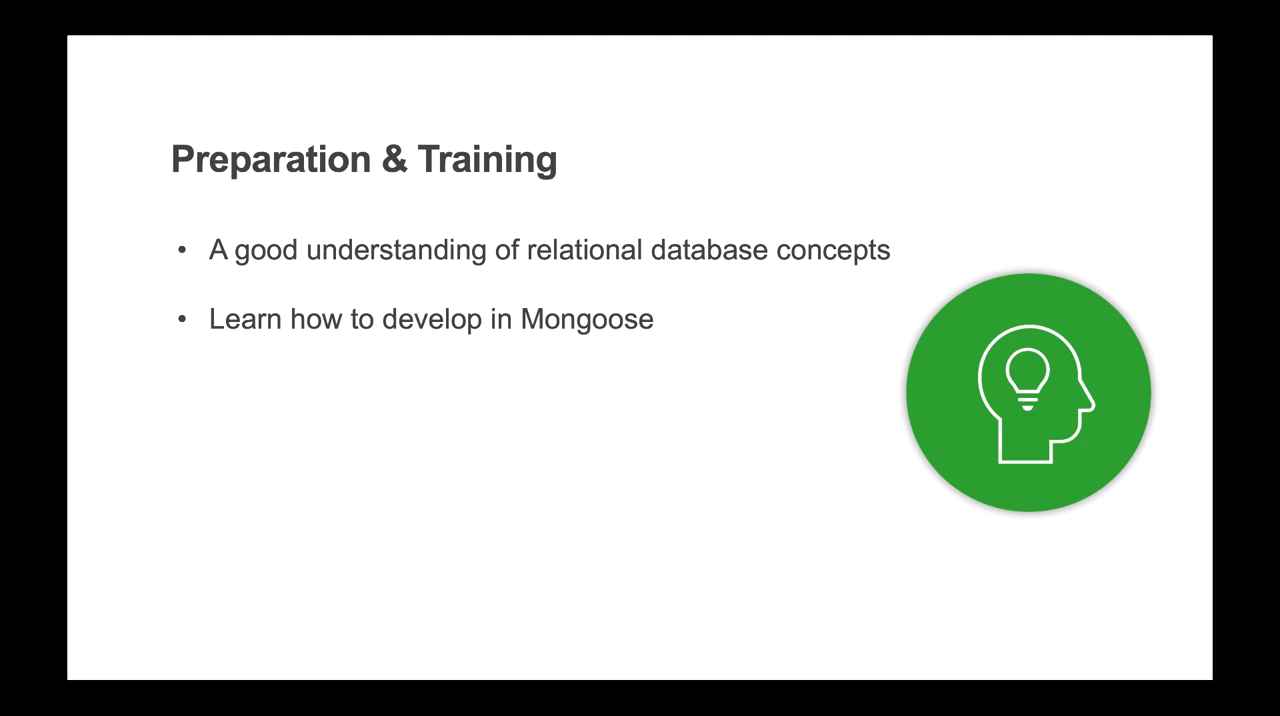 Preparation & Training
• A good understanding of relational database concepts
• Learn how to develop in Mongoose